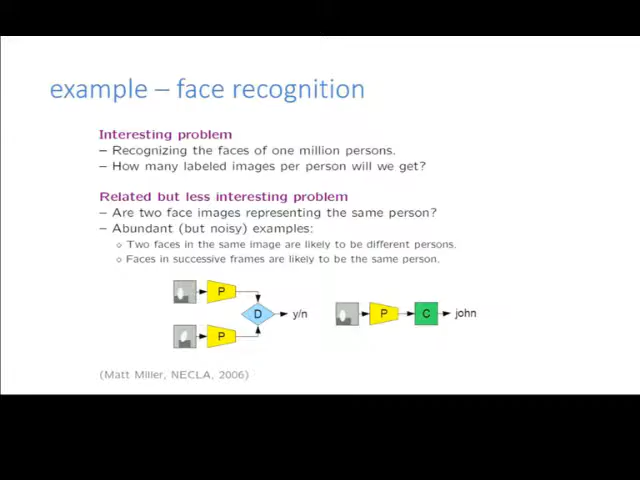 example – face recognition
Interesting problem
– Recognizing the faces of one million persons.
– How many labeled images per person will we get?
Related but less interesting problem
– Are two face images representing the same person?
– Abundant (but noisy) examples:
⋄ Two faces in the same image are likely to be different persons.
⋄ Faces in successive frames are likely to be the same person.
P
D
y/n
P
P
C
john
(Matt Miller, NECLA, 2006)